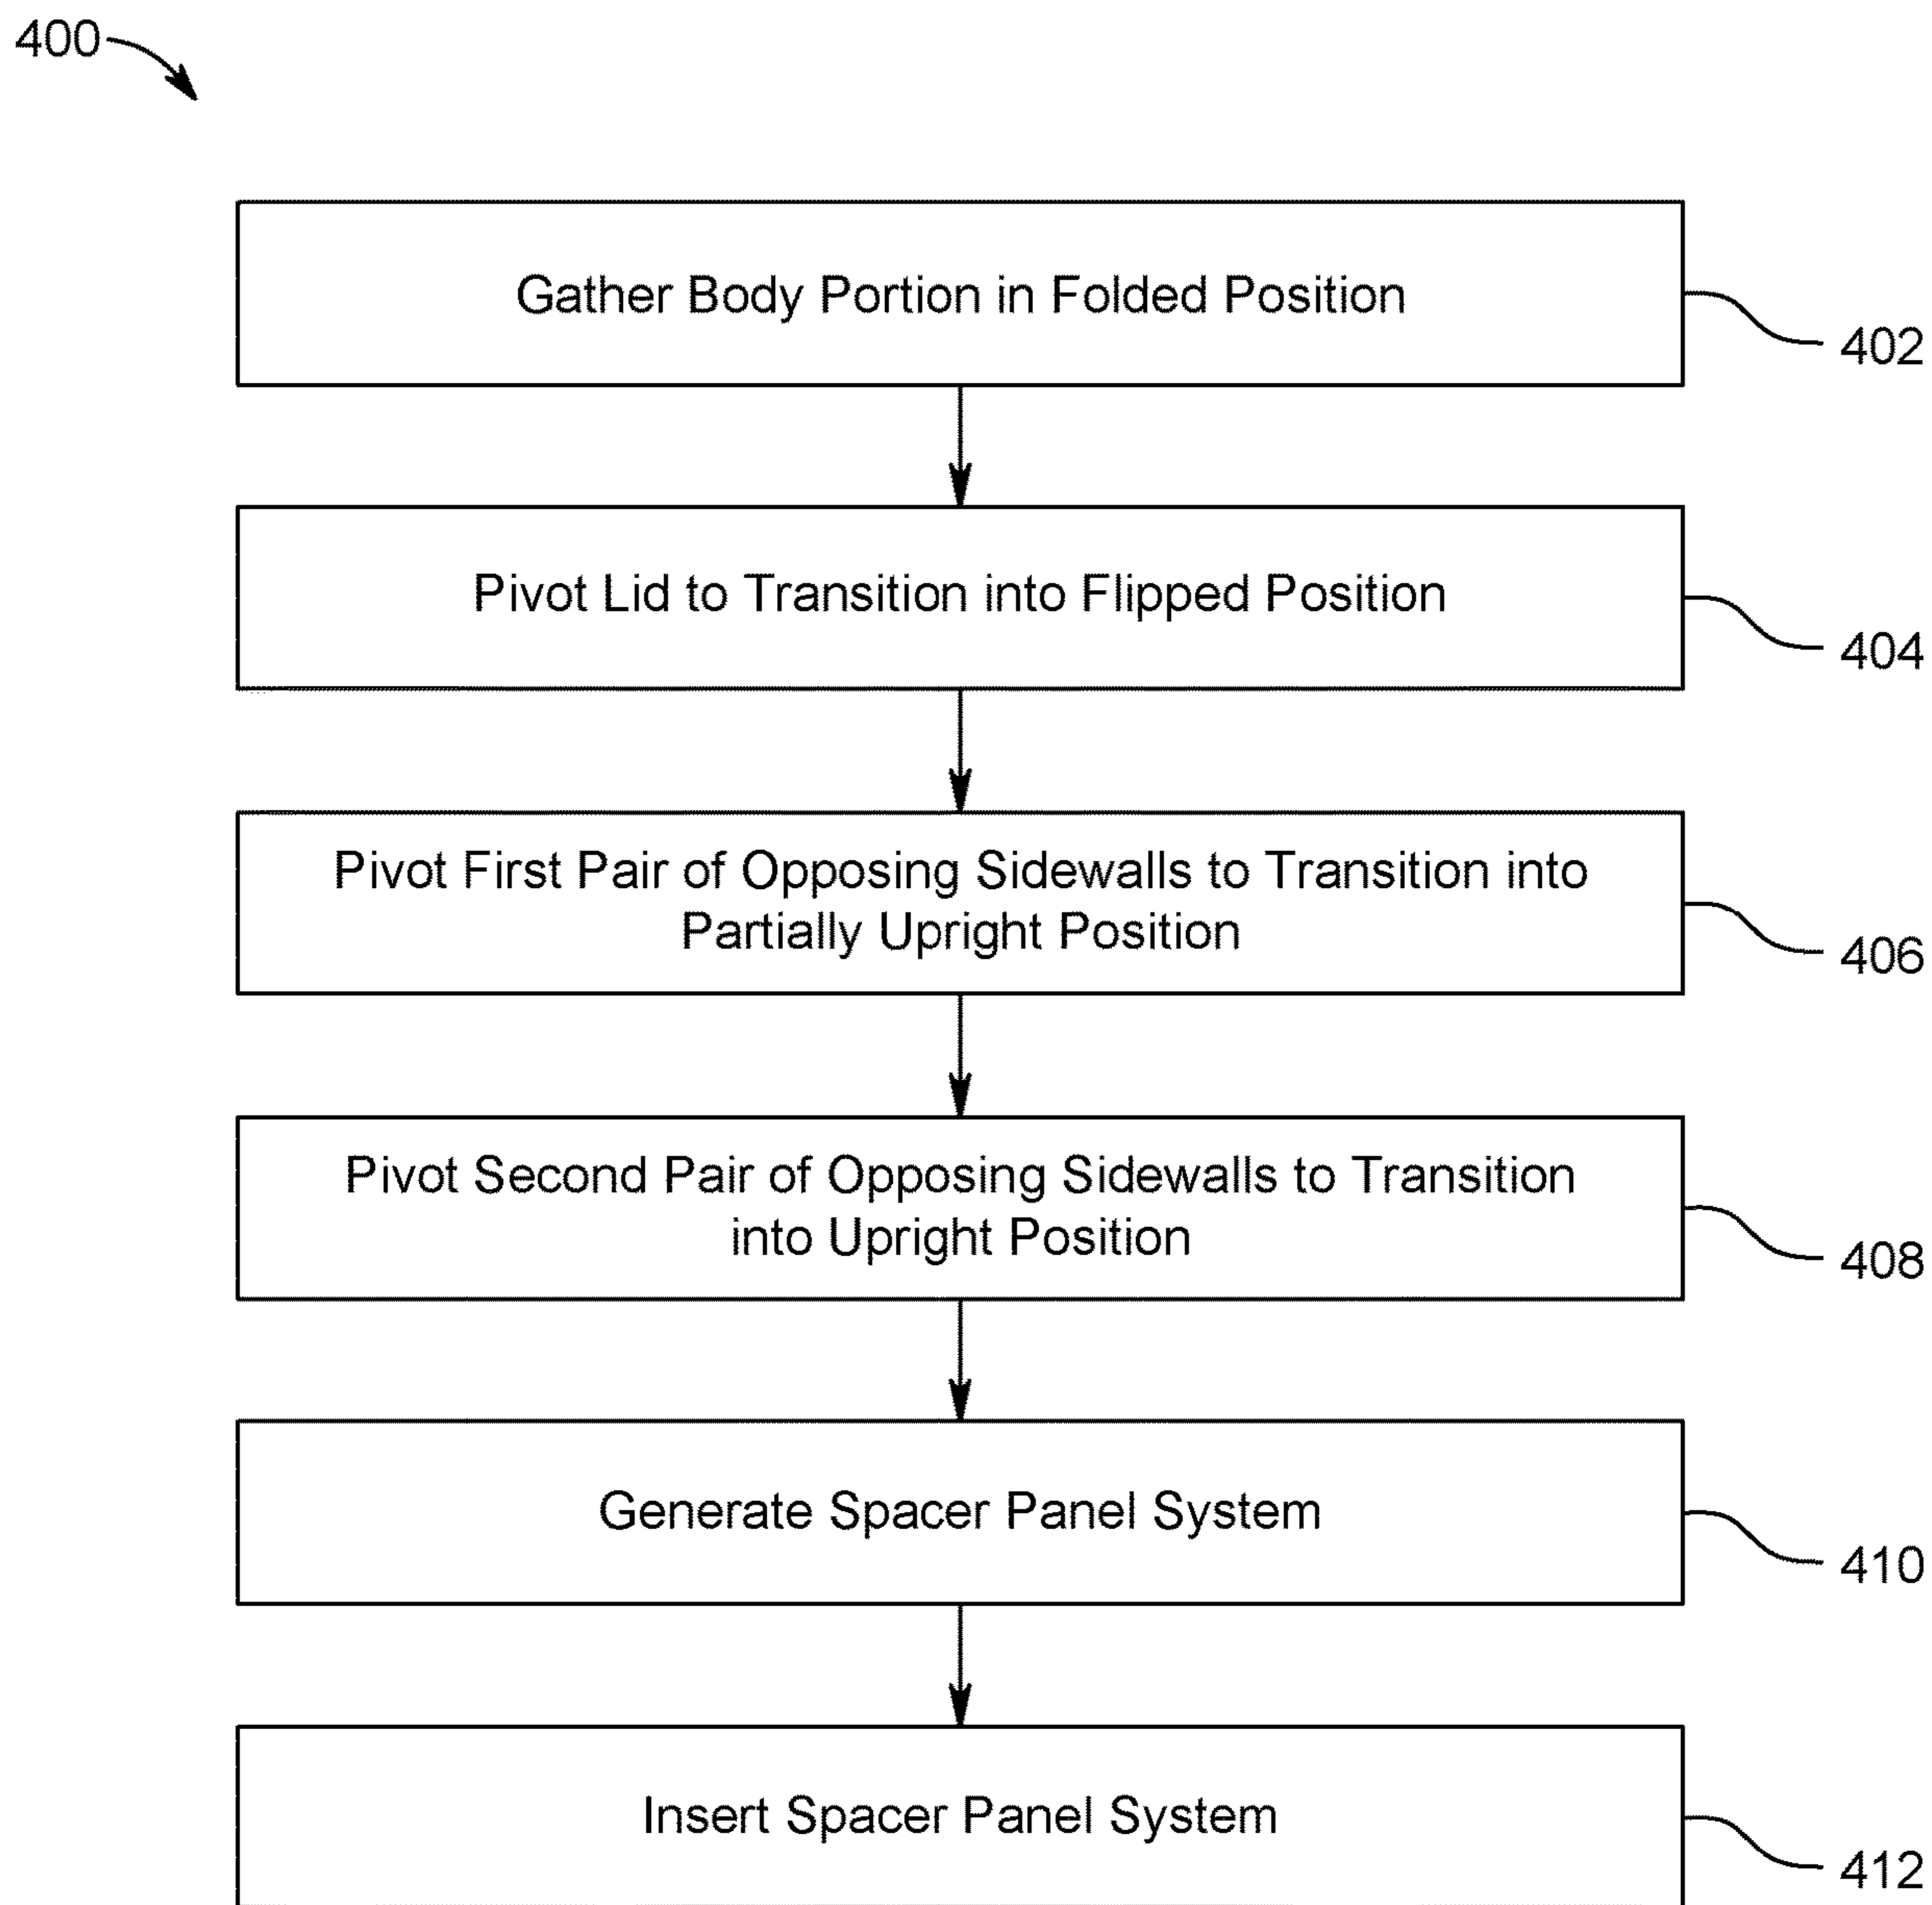 400
Gather Body Portion in Folded Position
402
Pivot Lid to Transition into Flipped Position
404
Pivot First Pair of Opposing Sidewalls to Transition into
Partially Upright Position
406
Pivot Second Pair of Opposing Sidewalls to Transition
into Upright Position
408
Generate Spacer Panel System
410
Insert Spacer Panel System
412